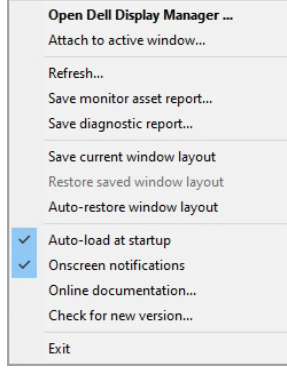 Open Dell Display Manager ...
Attach to active window...
Refresh...
Save monitor asset report...
Save diagnostic report...
Save current window layout
Restore saved window layout
Auto-restore window layout
Auto-load at startup
Onscreen notifications
Online documentation...
Check for new version...
Exit